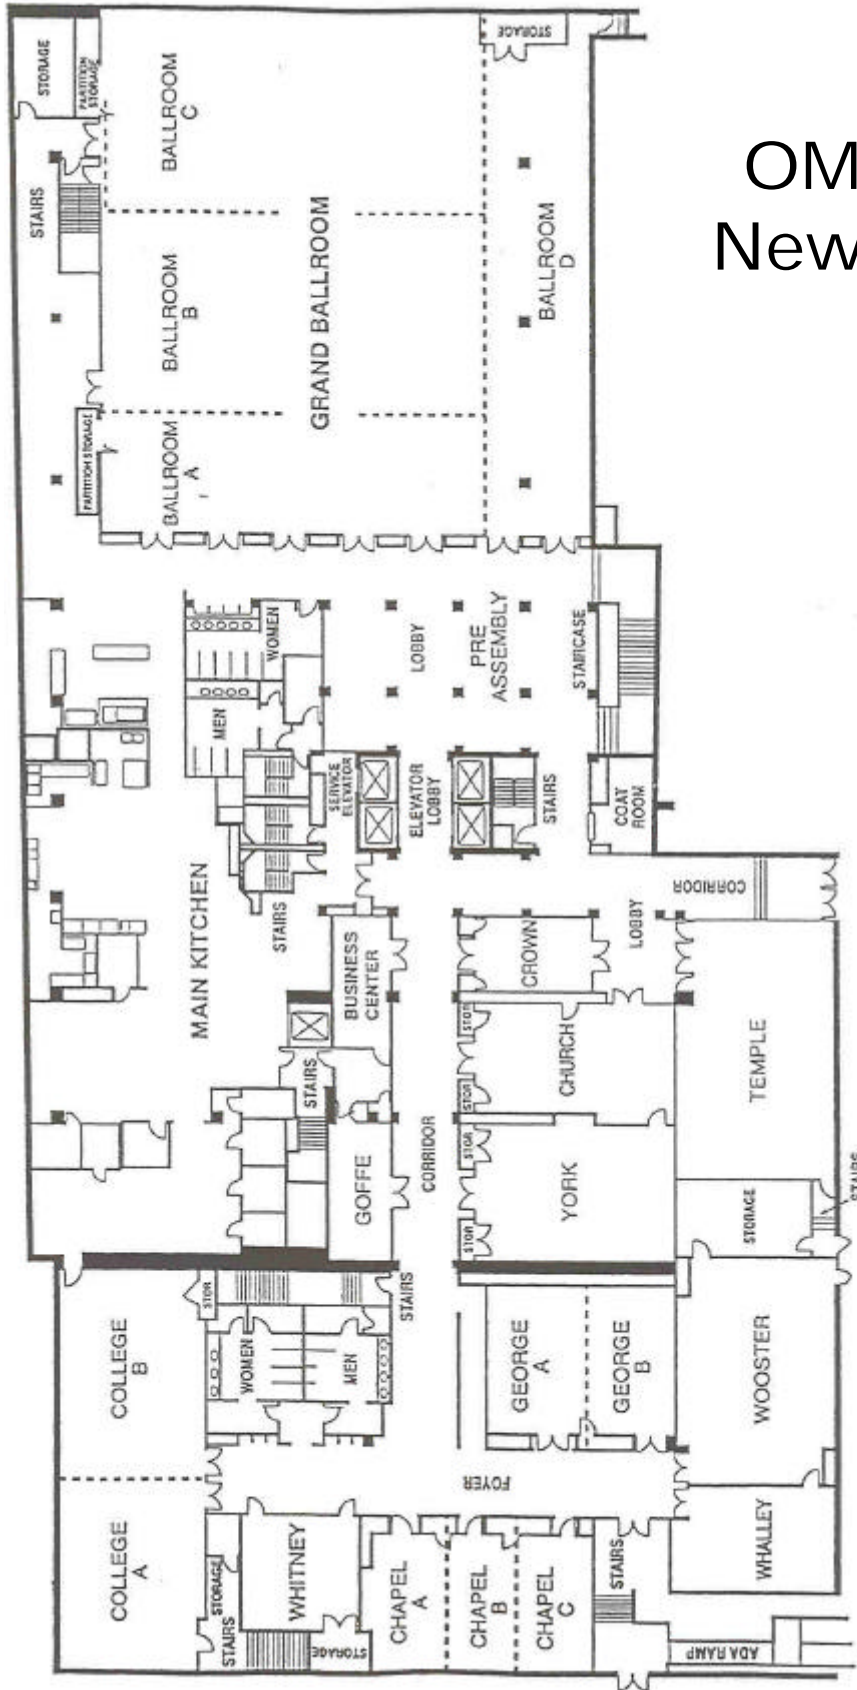 OM
New
STORAGE
PARTITION
STORAGE
STORAGE
BALLROOM
C
STAIRS
BALLROOM
B
GRAND BALLROOM
BALLROOM
D
PARTITION STORAGE
BALLROOM
A
WOMEN
LOBBY
PRE
ASSEMBLY
STAIRCASE
MEN
SERVICE
ELEVATOR
ELEVATOR
LOBBY
STAIRS
COAT
ROOM
MAIN KITCHEN
STAIRS
CORRIDOR
BUSINESS
CENTER
CROWN
LOBBY
STOR
CHURCH
TEMPLE
STAIRS
STOR
GOFFE
CORRIDOR
STOR
YORK
STORAGE
STAIRS
STOR
COLLEGE
B
STOR
STAIRS
WOMEN
MEN
GEORGE
A
GEORGE
B
WOOSTER
FOYER
COLLEGE
A
STORAGE
STAIRS
WHITNEY
STORAGE
CHAPEL
A
CHAPEL
B
CHAPEL
C
STAIRS
WHALLEY
ADA RAMP